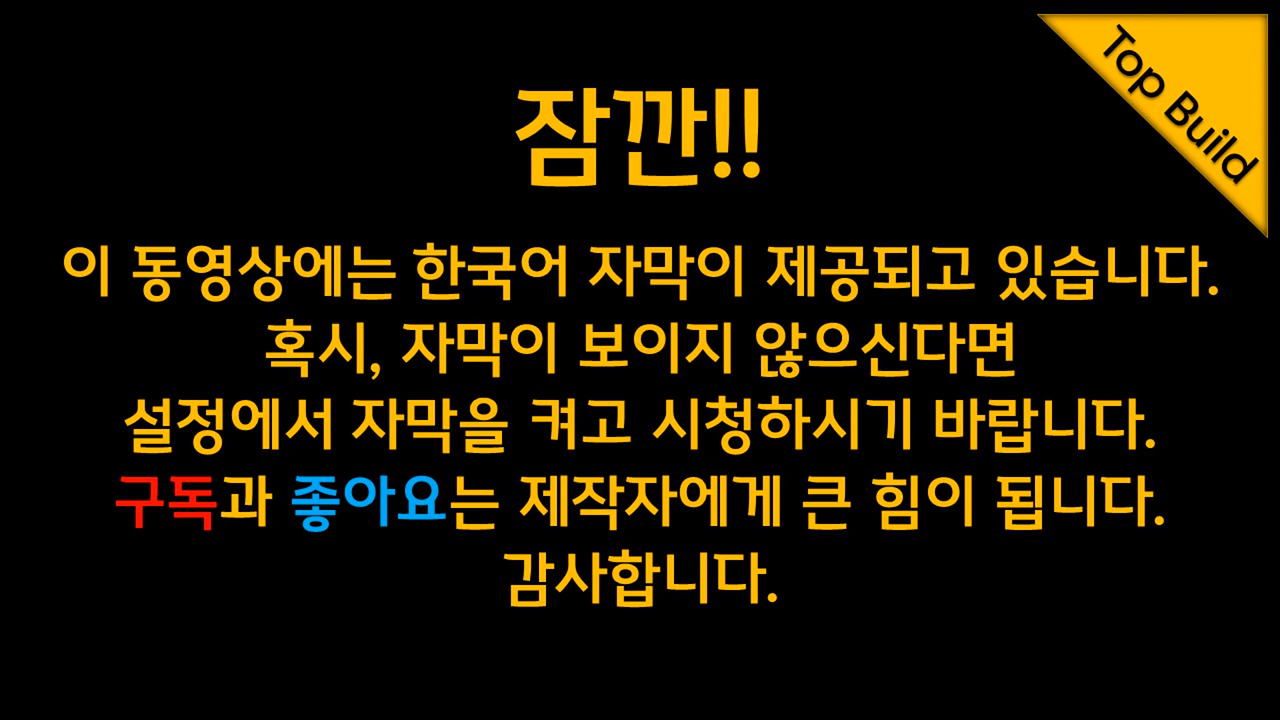 Top Build
잠깐!!
이 동영상에는 한국어 자막이 제공되고 있습니다.
혹시, 자막이 보이지 않으신다면
설정에서 자막을 켜고 시청하시기 바랍니다.
구독과 좋아요는 제작자에게 큰 힘이 됩니다.
감사합니다.